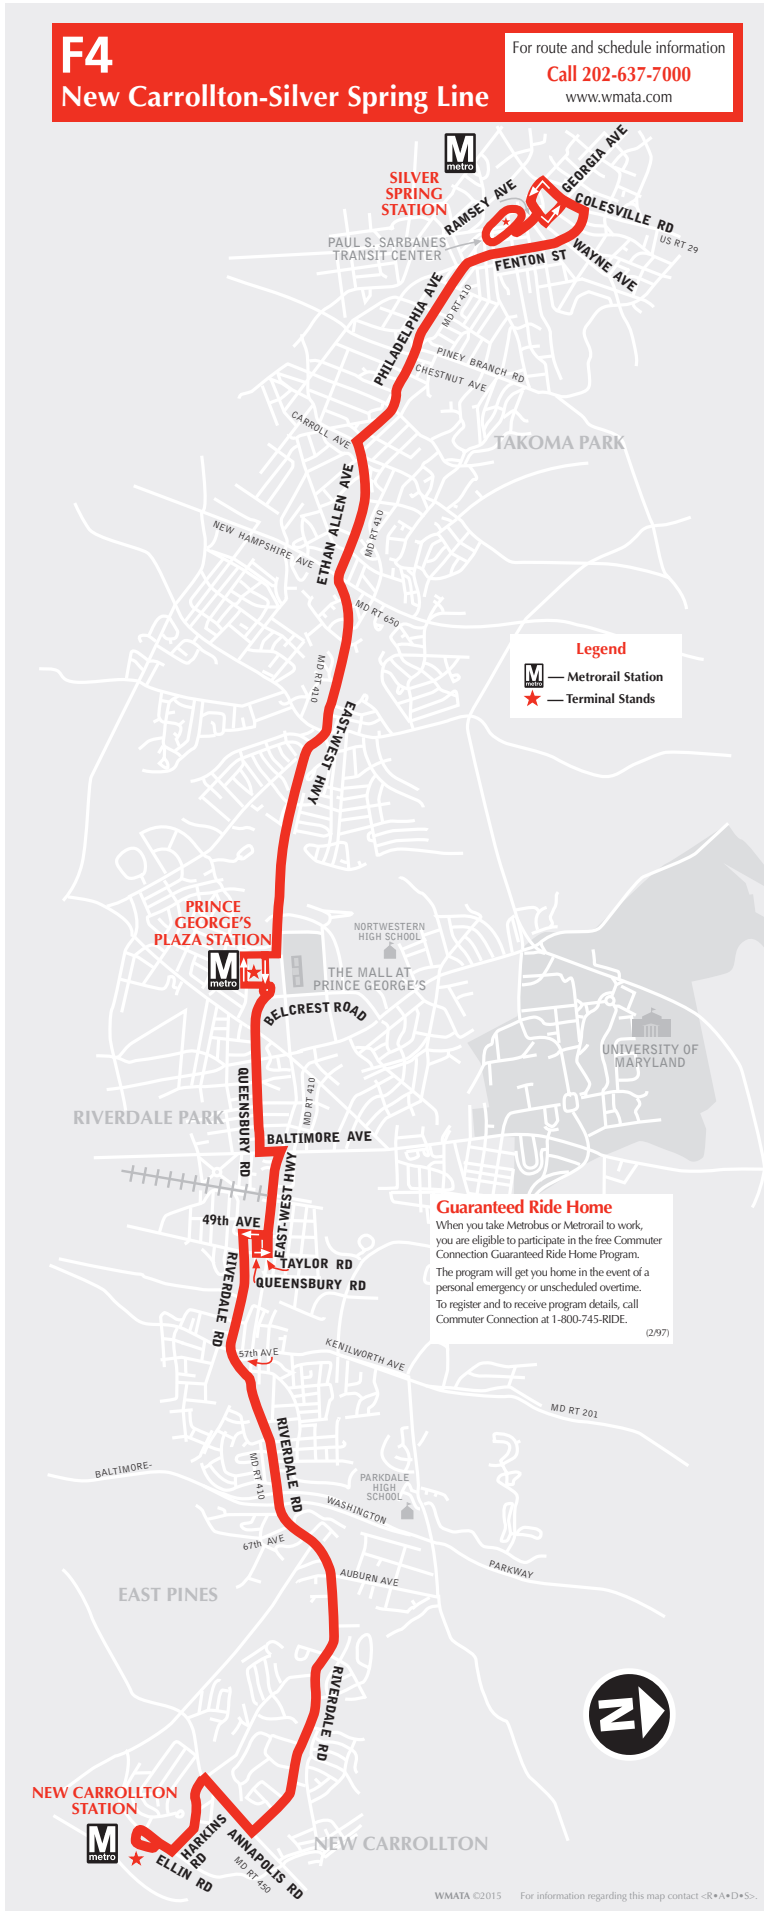 F4
New Carrollton-Silver Spring Line
For route and schedule information
Call 202-637-7000
www.wmata.com
M
metro
GEORGIA AVE
SILVER
SPRING
STATION
RAMSEY AVE
COLESVILLE RD
US RT 29
PAUL S. SARBANES
TRANSIT CENTER
FENTON ST
WAYNE AVE
PHILADELPHIA AVE
MD RT 410
PINEY BRANCH RD
CHESTNUT AVE
CARROLL AVE
TAKOMA PARK
ETHAN ALLEN AVE
MD RT 410
NEW HAMPSHIRE AVE
MD RT 650
Legend
M
metro
— Metrorail Station
— Terminal Stands
MD RT 410
EAST-WEST HWY
PRINCE
GEORGE'S
PLAZA STATION
NORTWESTERN
HIGH SCHOOL
M
metro
THE MALL AT
PRINCE GEORGE'S
BELCREST ROAD
UNIVERSITY OF
MARYLAND
QUEENSBURY RD
MD RT 410
RIVERDALE PARK
BALTIMORE AVE
EAST-WEST HWY
49th AVE
TAYLOR RD
QUEENSBURY RD
RIVERDALE RD
Guaranteed Ride Home
When you take Metrobus or Metrorail to work,
you are eligible to participate in the free Commuter
Connection Guaranteed Ride Home Program.
The program will get you home in the event of a
personal emergency or unscheduled overtime.
To register and to receive program details, call
Commuter Connection at 1-800-745-RIDE.
(2/97)
57th AVE
KENILWORTH AVE
MD RT 201
RIVERDALE RD
MD RT 410
BALTIMORE-
WASHINGTON
PARKWAY
PARKDALE
HIGH
SCHOOL
67th AVE
AUBURN AVE
EAST PINES
RIVERDALE RD
N
NEW CARROLLTON
STATION
M
metro
HARKINS
RD
ELLIN RD
ANNAPOLIS RD
MD RT 450
NEW CARROLLTON
WMATA ©2015 For information regarding this map contact <R•A•D•S>.